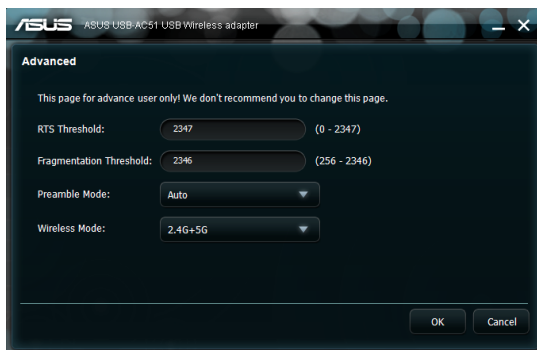 ASUS ASUS USB-AC51 USB Wireless adapter
Advanced
This page for advance user only! We don't recommend you to change this page.
RTS Threshold: 2347 (0 - 2347)
Fragmentation Threshold: 2346 (256 - 2346)
Preamble Mode: Auto
Wireless Mode: 2.4G+5G
OK Cancel